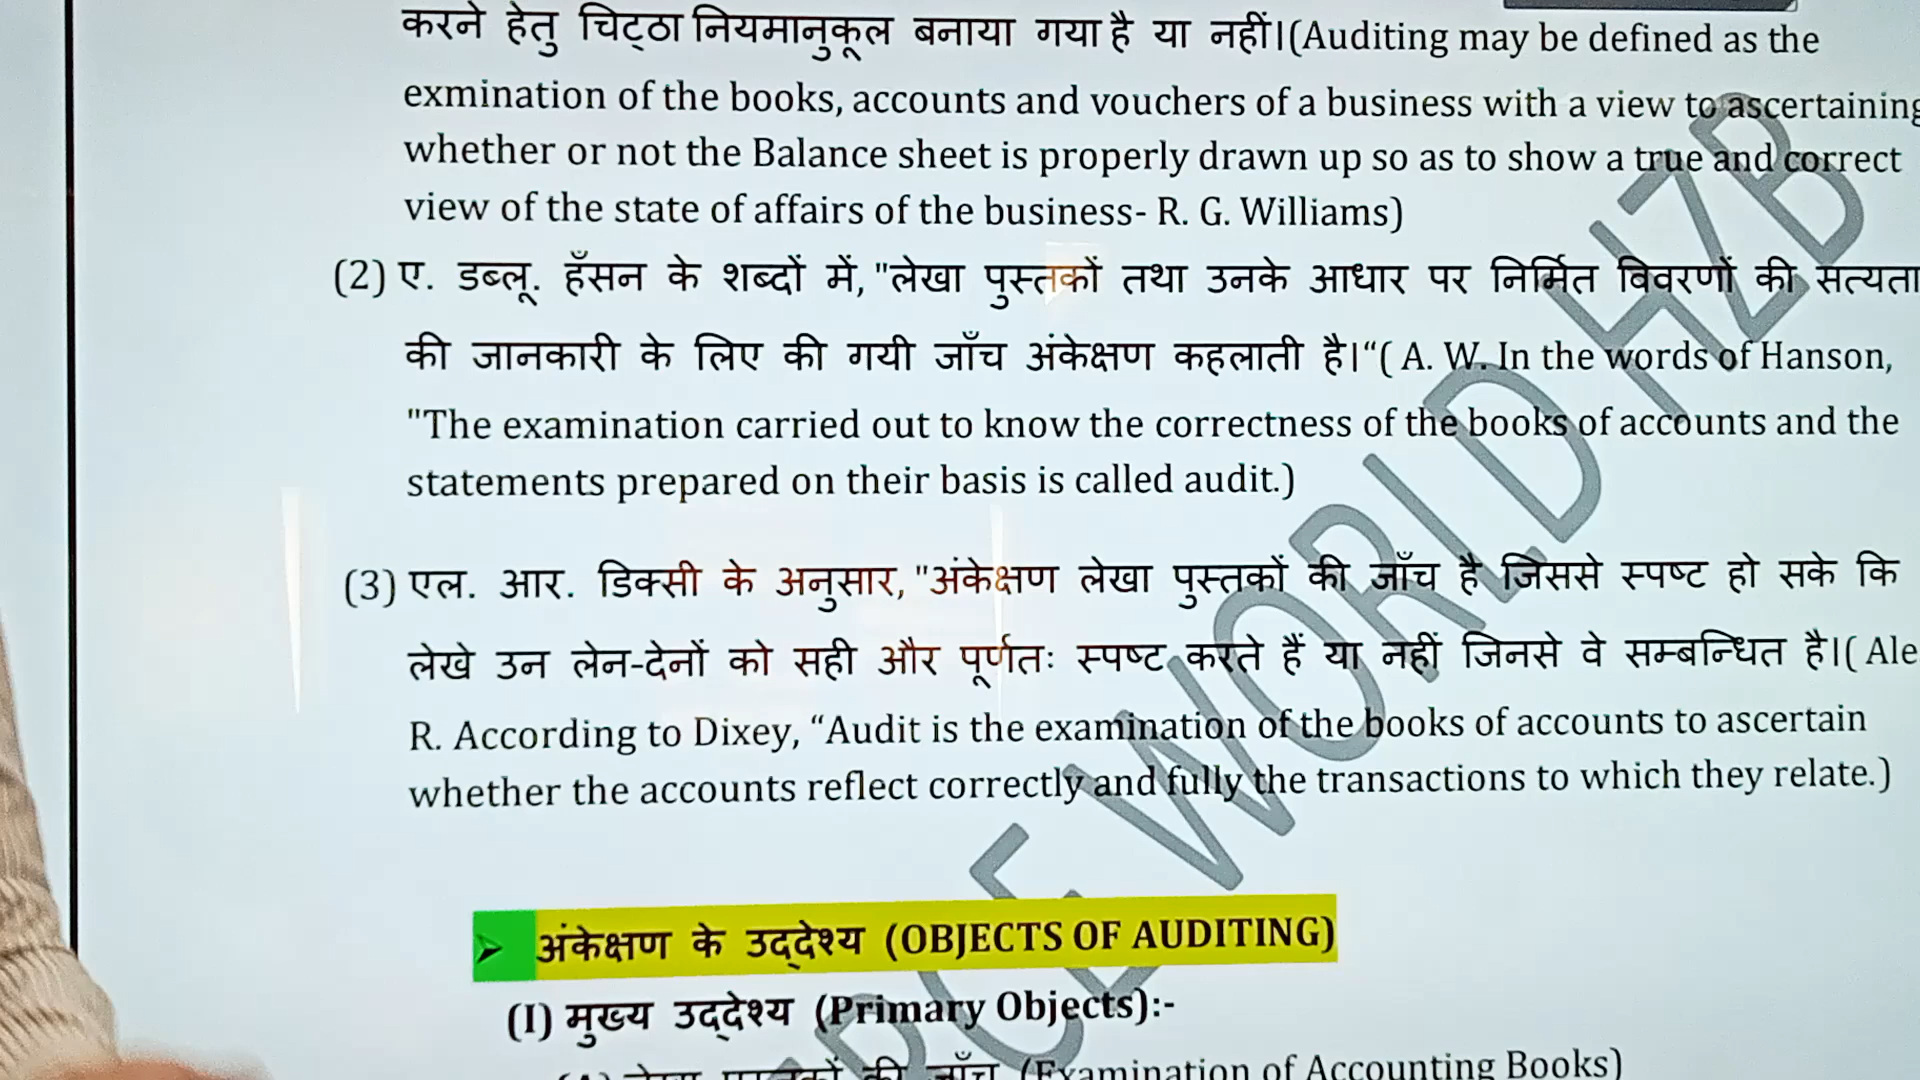 करने हेतु चिट्ठा नियमानुकूल बनाया गया है या नहीं।(Auditing may be defined as the
exmination of the books, accounts and vouchers of a business with a view to ascertaining
whether or not the Balance sheet is properly drawn up so as to show a true and correct
view of the state of affairs of the business- R. G. Williams)
(2) ए. डब्लू. हँसन के शब्दों में, "लेखा पुस्तकों तथा उनके आधार पर निर्मित विवरणों की सत्यता
की जानकारी के लिए की गयी जाँच अंकेक्षण कहलाती है।“( A. W. In the words of Hanson,
"The examination carried out to know the correctness of the books of accounts and the
statements prepared on their basis is called audit.)
(3) एल. आर. डिक्सी के अनुसार, "अंकेक्षण लेखा पुस्तकों की जाँच है जिससे स्पष्ट हो सके कि
लेखे उन लेन-देनों को सही और पूर्णतः स्पष्ट करते हैं या नहीं जिनसे वे सम्बन्धित है।( Ale
R. According to Dixey, “Audit is the examination of the books of accounts to ascertain
whether the accounts reflect correctly and fully the transactions to which they relate.)
➤ अंकेक्षण के उद्देश्य (OBJECTS OF AUDITING)
(I) मुख्य उद्देश्य (Primary Objects):-
(A) लेखा पुस्तकों की जाँच (Examination of Accounting Books)
RCE WORLD HZB